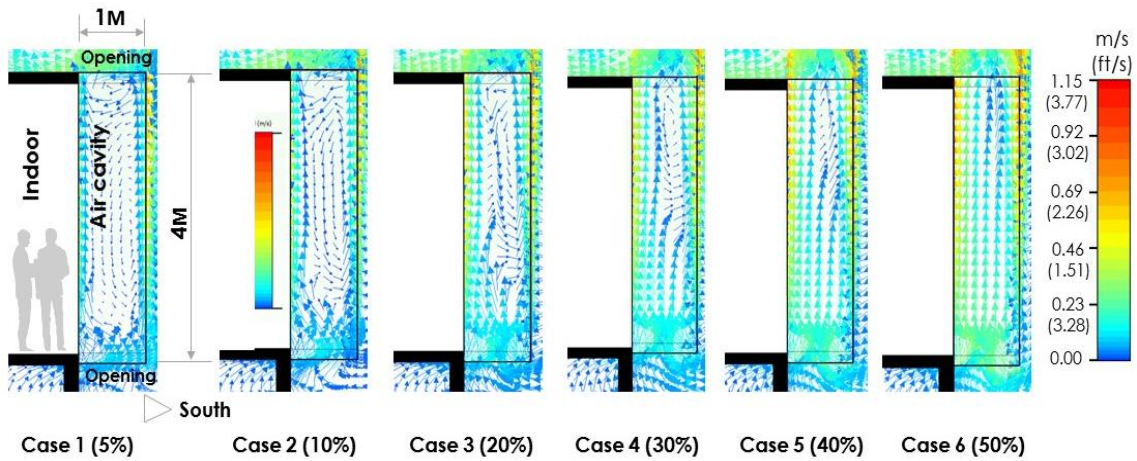 1M
Opening
Indoor
Air cavity
4M
Opening
South
(m/s)
m/s
(ft/s)
1.15
(3.77)
0.92
(3.02)
0.69
(2.26)
0.46
(1.51)
0.23
(3.28)
0.00
Case 1 (5%)
Case 2 (10%)
Case 3 (20%)
Case 4 (30%)
Case 5 (40%)
Case 6 (50%)